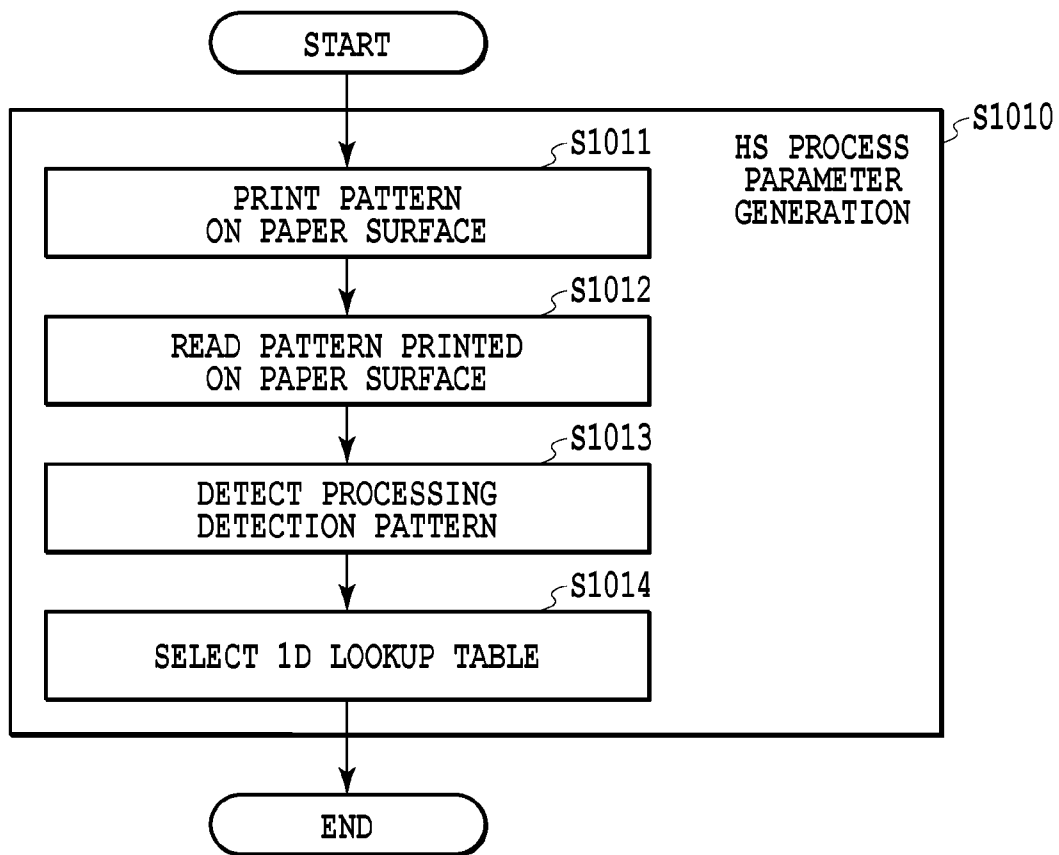 START
S1010
HS PROCESS
PARAMETER
GENERATION
S1011
PRINT PATTERN
ON PAPER SURFACE
S1012
READ PATTERN PRINTED
ON PAPER SURFACE
S1013
DETECT PROCESSING
DETECTION PATTERN
S1014
SELECT 1D LOOKUP TABLE
END